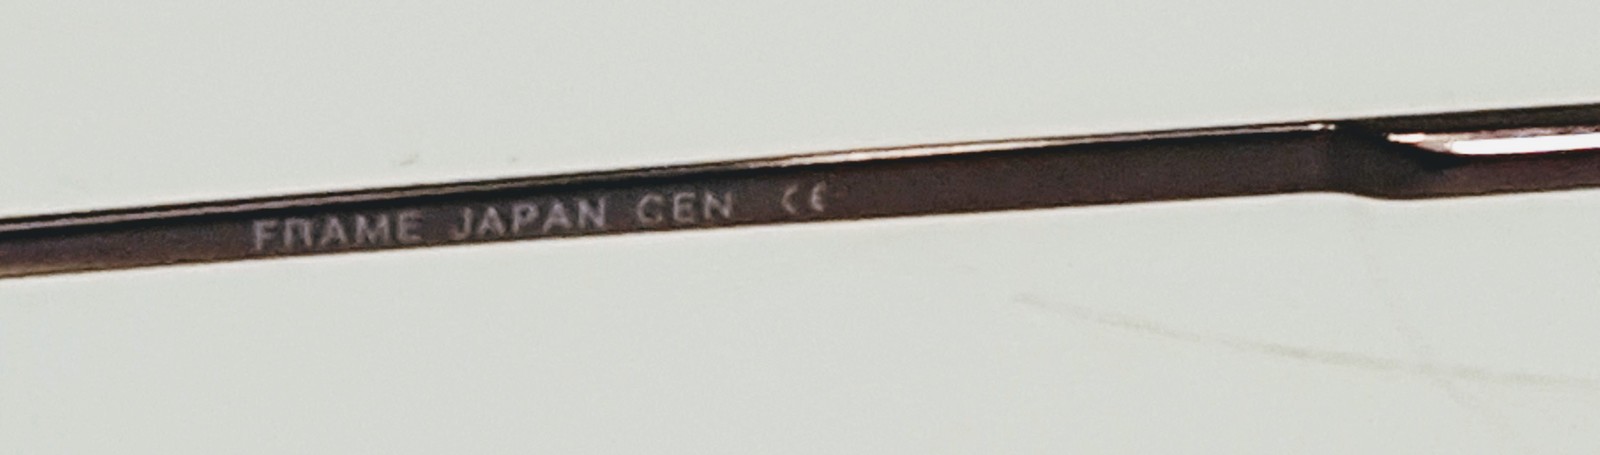 FRAME JAPAN CEN CE